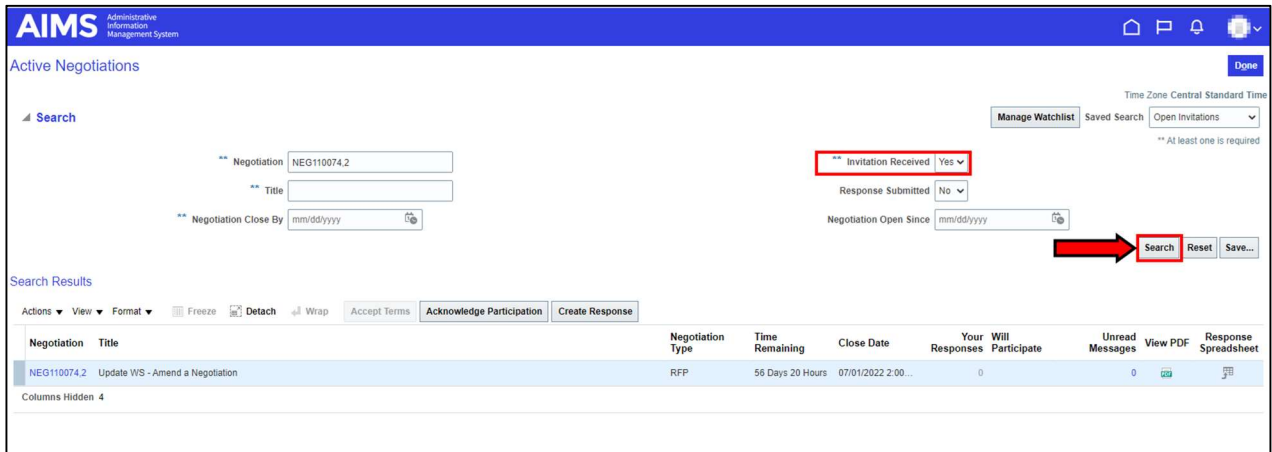 AIMS Administrative
Information
Management System
Active Negotiations
Done
Time Zone Central Standard Time
Search
Manage Watchlist Saved Search Open Invitations
** At least one is required
** Negotiation NEG110074,2
** Invitation Received Yes
** Title
Response Submitted No
** Negotiation Close By mm/dd/yyyy
Negotiation Open Since mm/dd/yyyy
Search Reset Save...
Search Results
Actions View Format Freeze Detach Wrap Accept Terms Acknowledge Participation Create Response
Negotiation Title Negotiation Type Time Remaining Close Date Your Responses Will Participate Unread Messages View PDF Response Spreadsheet
NEG110074,2 Update WS - Amend a Negotiation RFP 56 Days 20 Hours 07/01/2022 2:00... 0 0
Columns Hidden 4